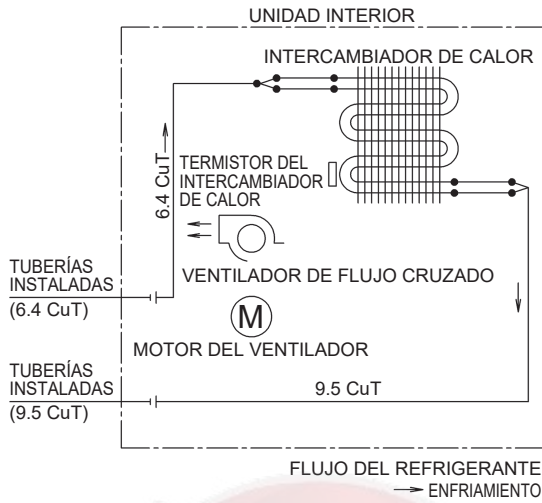 UNIDAD INTERIOR
INTERCAMBIADOR DE CALOR
6.4 CuT
TERMISTOR DEL
INTERCAMBIADOR
DE CALOR
TUBERÍAS
INSTALADAS
(6.4 CuT)
VENTILADOR DE FLUJO CRUZADO
M
MOTOR DEL VENTILADOR
TUBERÍAS
INSTALADAS
(9.5 CuT)
9.5 CuT
FLUJO DEL REFRIGERANTE
ENFRIAMIENTO